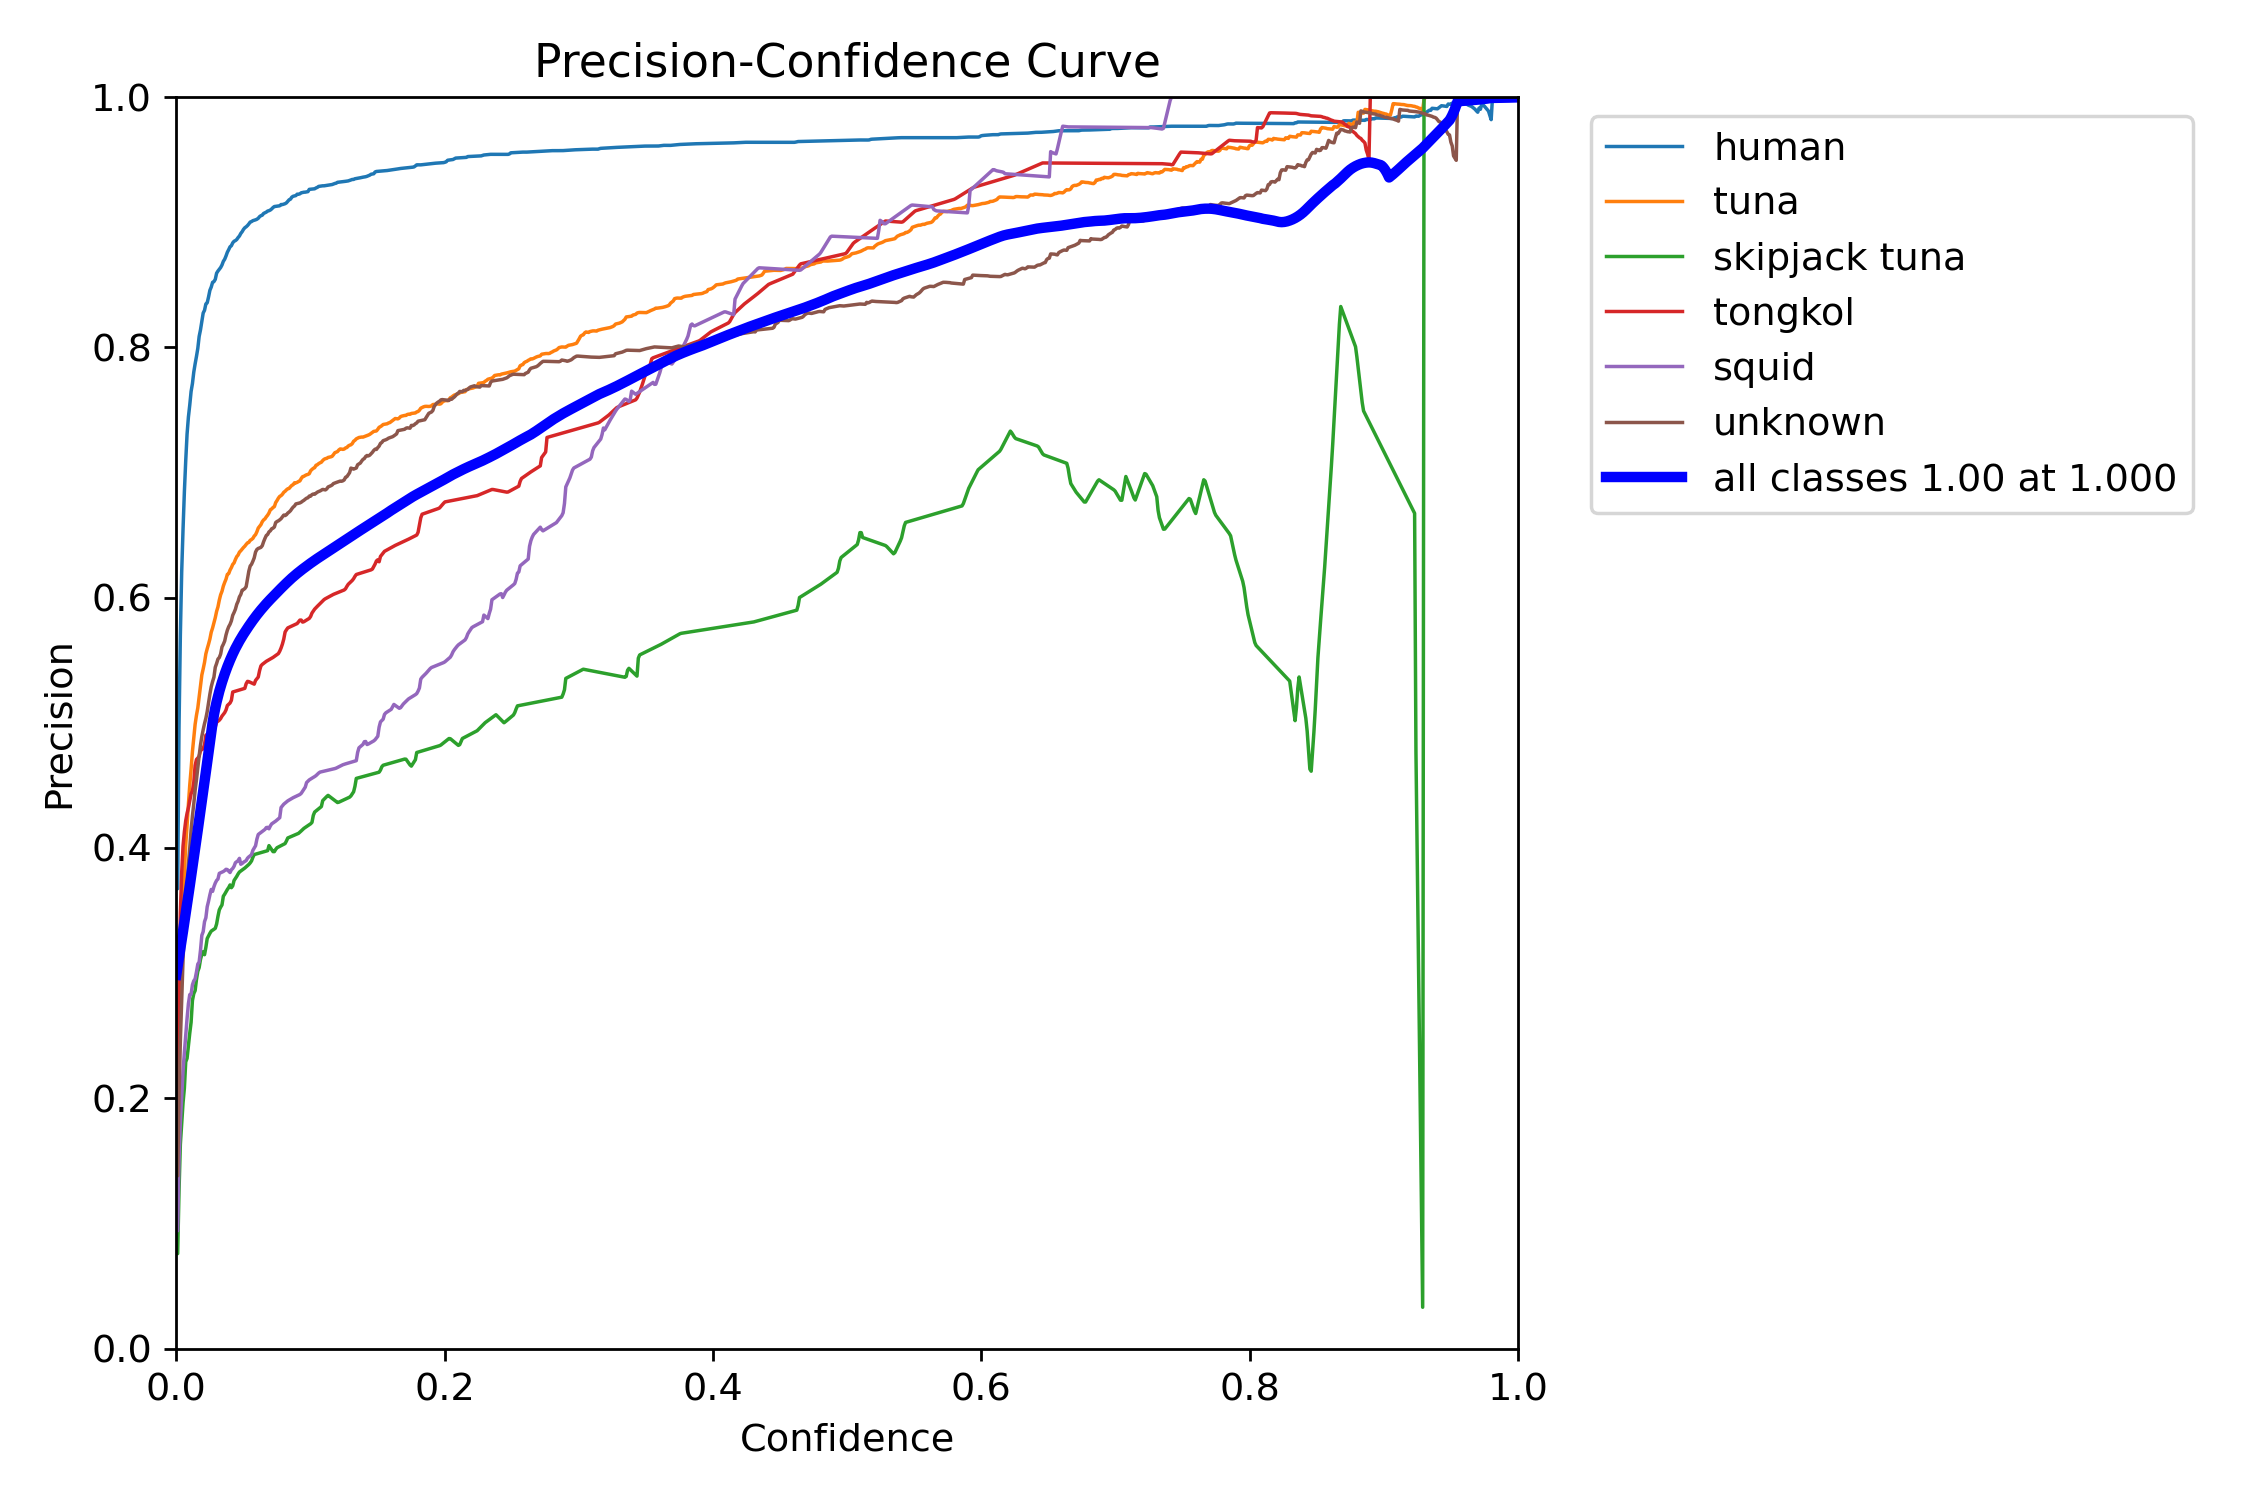 Precision-Confidence Curve
1.0
0.8
0.6
0.4
0.2
0.0
Precision
0.0 0.2 0.4 0.6 0.8 1.0
Confidence
human
tuna
skipjack tuna
tongkol
squid
unknown
all classes 1.00 at 1.000